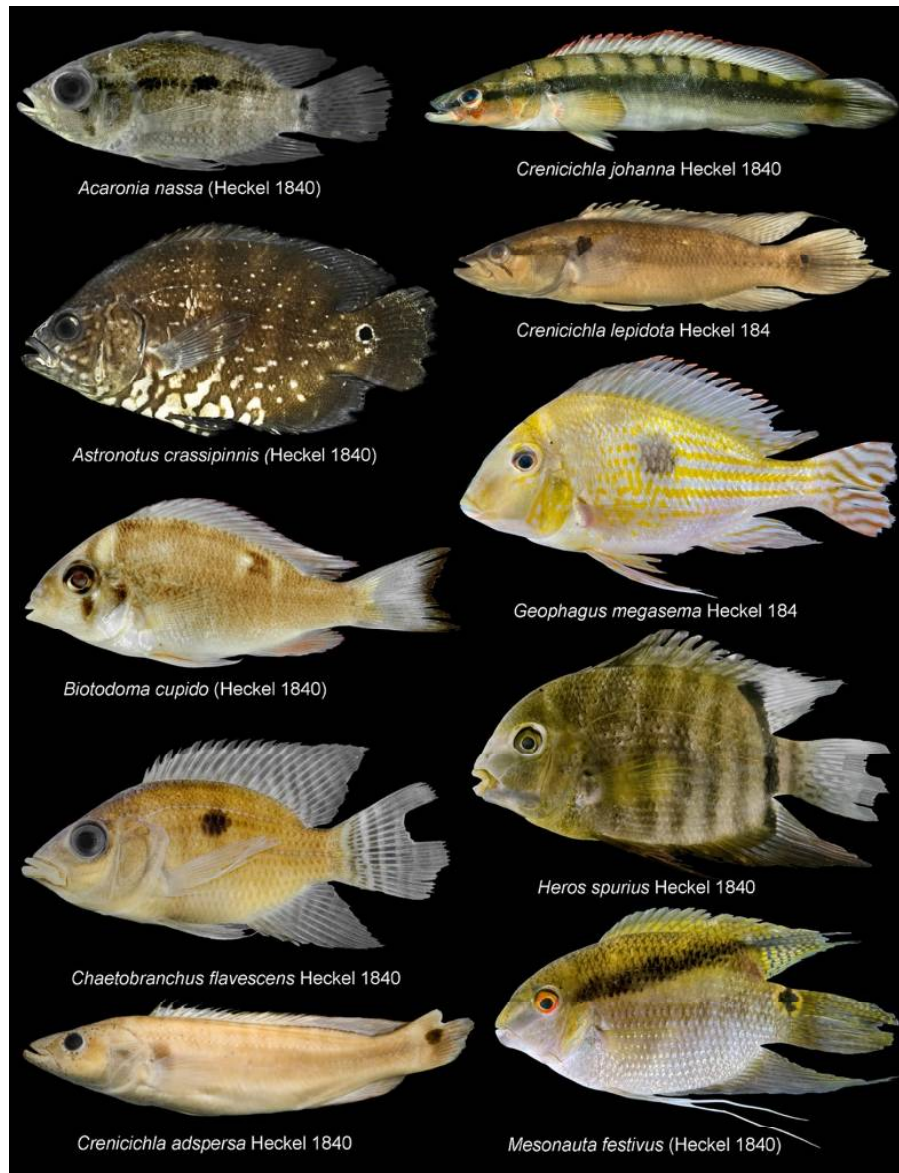 Acaronia nassa (Heckel 1840)
Crenicichla johanna Heckel 1840
Crenicichla lepidota Heckel 184
Astronotus crassipinnis (Heckel 1840)
Geophagus megasema Heckel 184
Biotodoma cupido (Heckel 1840)
Heros spurius Heckel 1840
Chaetobranchus flavescens Heckel 1840
Crenicichla adspersa Heckel 1840
Mesonauta festivus (Heckel 1840)